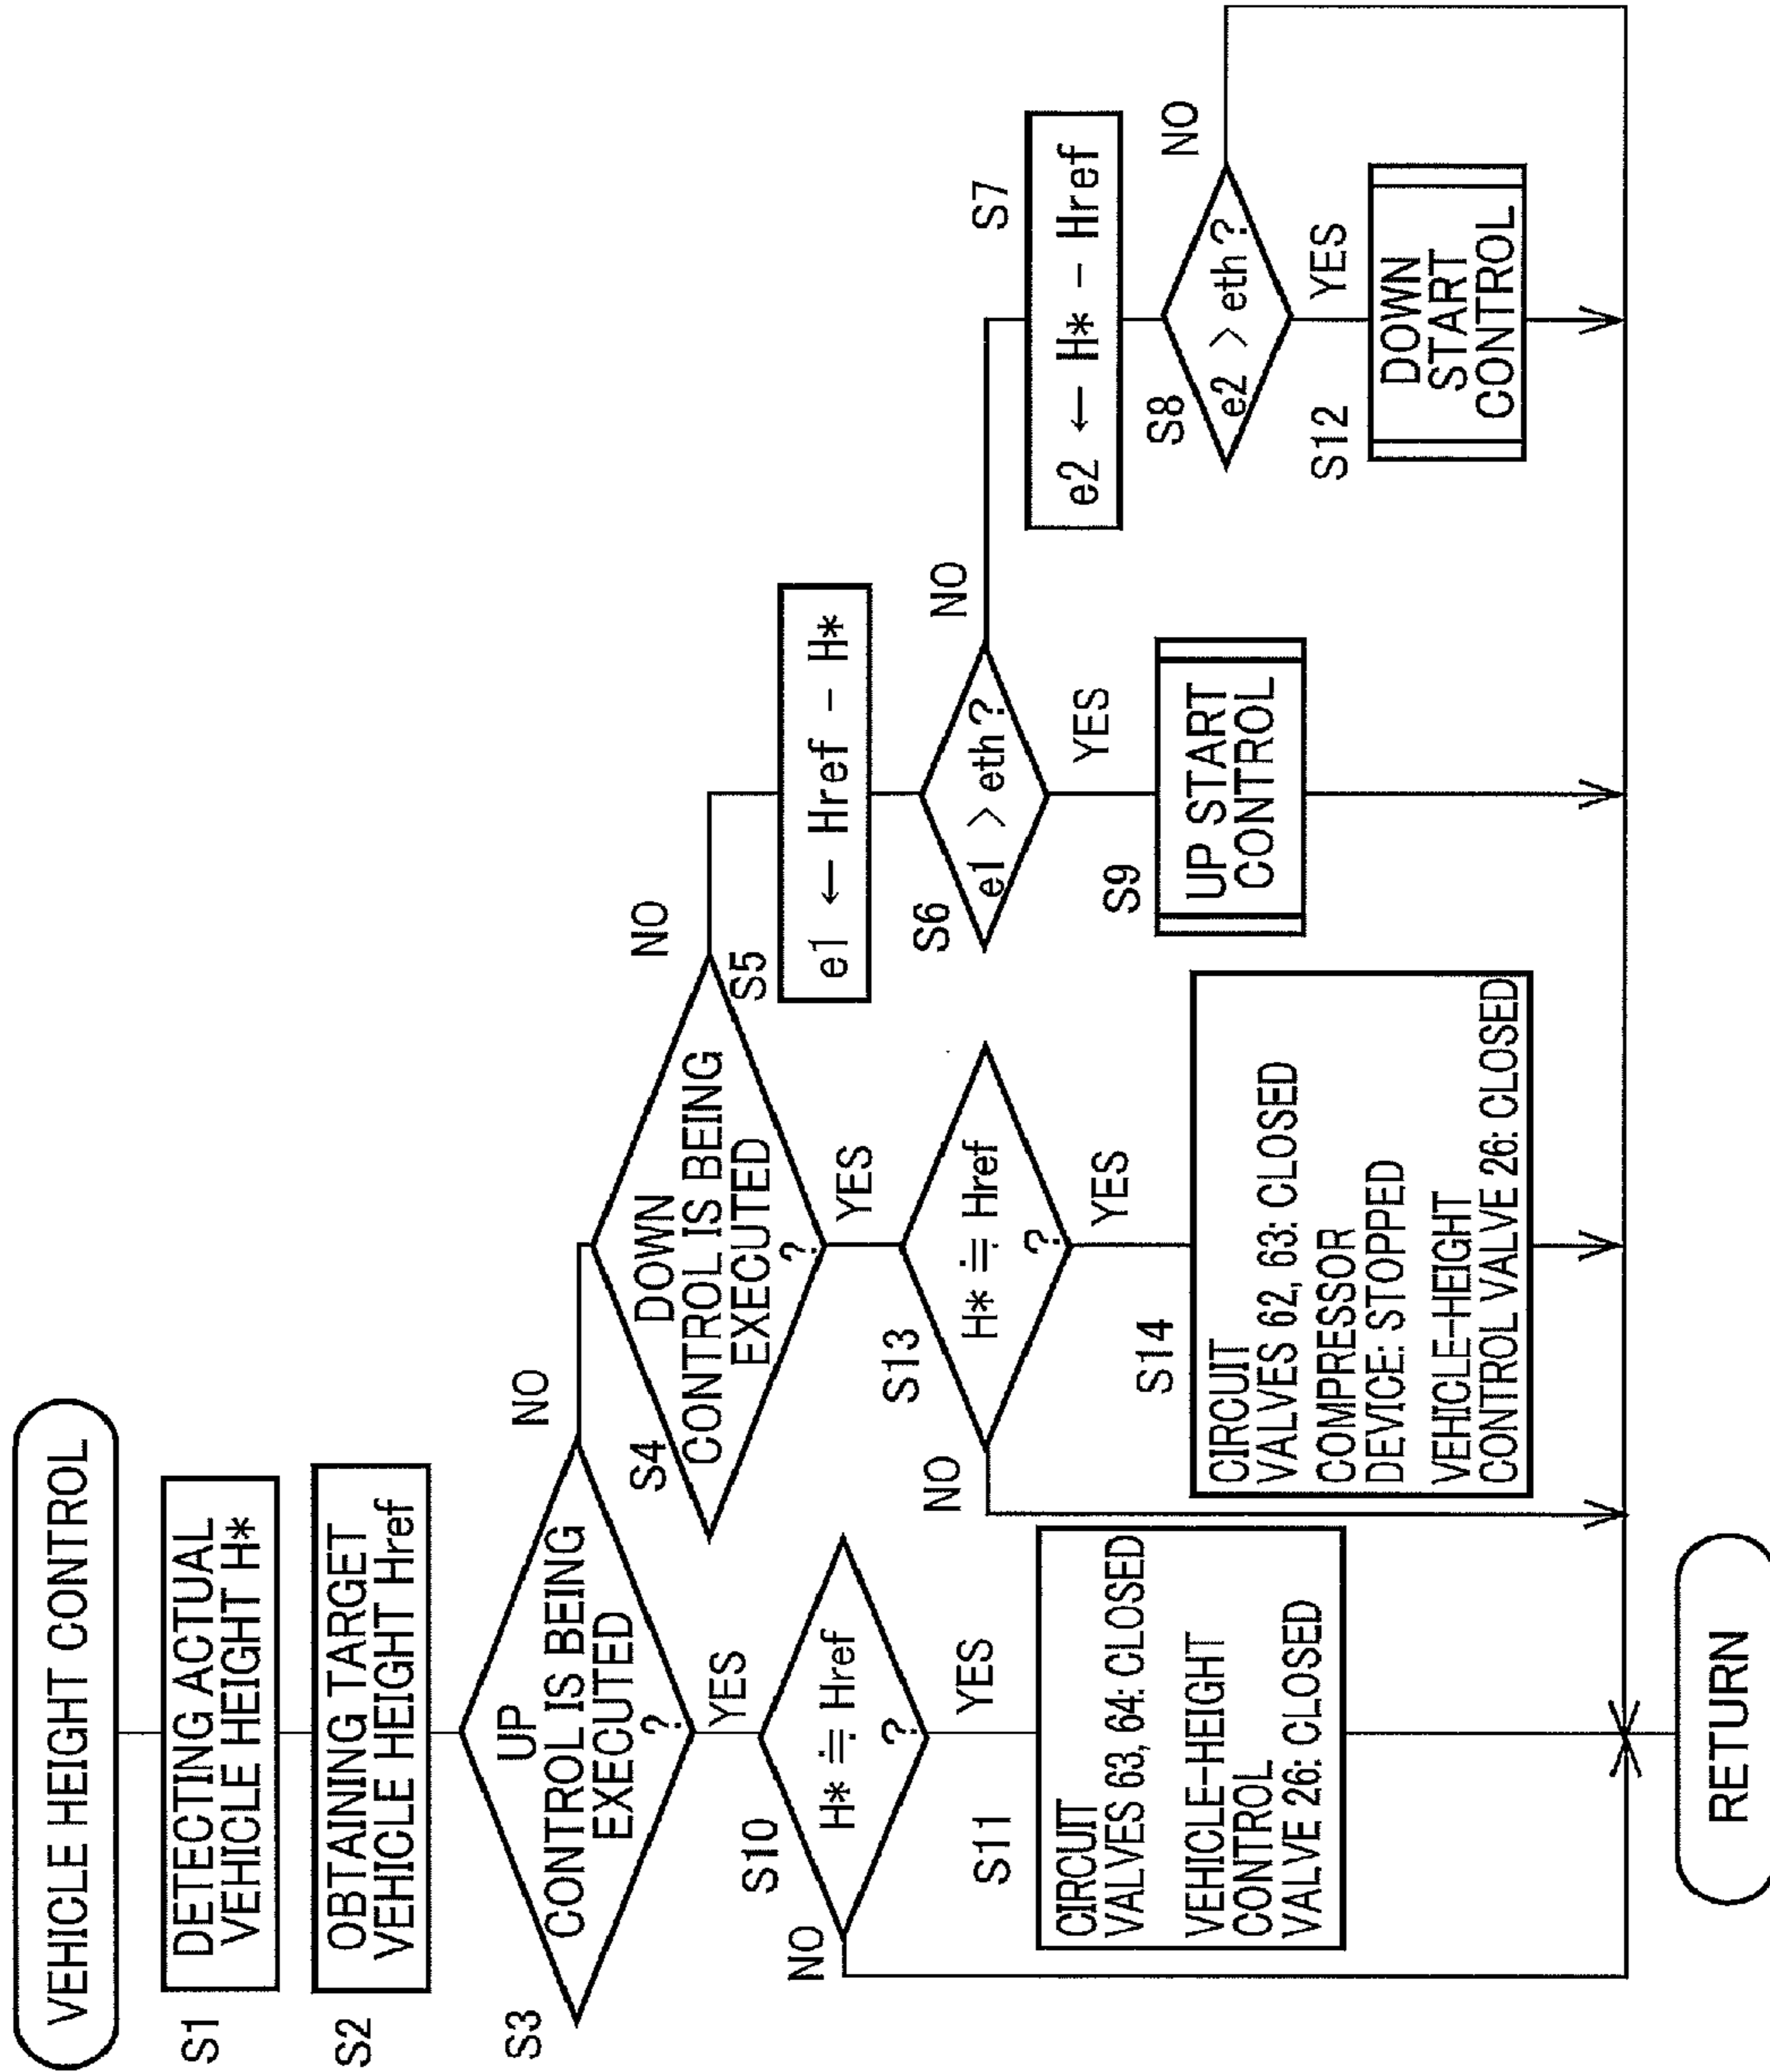 VEHICLE HEIGHT CONTROL
S1
DETECTING ACTUAL
VEHICLE HEIGHT H*
S2
OBTAINING TARGET
VEHICLE HEIGHT Href
S3
UP
CONTROL IS BEING
EXECUTED
?
NO
YES
S10
H* ≒ Href
?
NO
YES
S11
CIRCUIT
VALVES 63, 64: CLOSED
VEHICLE-HEIGHT
CONTROL
VALVE 26: CLOSED
S4
DOWN
CONTROL IS BEING
EXECUTED
?
NO
YES
S13
H* ≒ Href
?
NO
YES
S14
CIRCUIT
VALVES 62, 63: CLOSED
COMPRESSOR
DEVICE: STOPPED
VEHICLE-HEIGHT
CONTROL VALVE 26: CLOSED
S5
e1 ← Href - H*
S6
e1 > eth?
NO
YES
S9
UP START
CONTROL
S7
e2 ← H* - Href
S8
e2 > eth?
NO
YES
S12
DOWN
START
CONTROL
RETURN